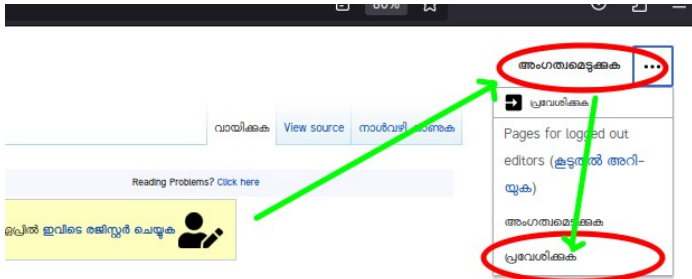 80%
അംഗത്വമെടുക്കുക
പ്രവേശിക്കുക
വായിക്കുക View source നാൾവഴി കാണുക
Pages for logged out
editors (കൂടുതൽ അറി-
യുക)
Reading Problems? Click here
ഏപ്രിൽ ഇവിടെ രജിസ്റ്റർ ചെയ്യുക
അംഗത്വമെടുക്കുക
പ്രവേശിക്കുക